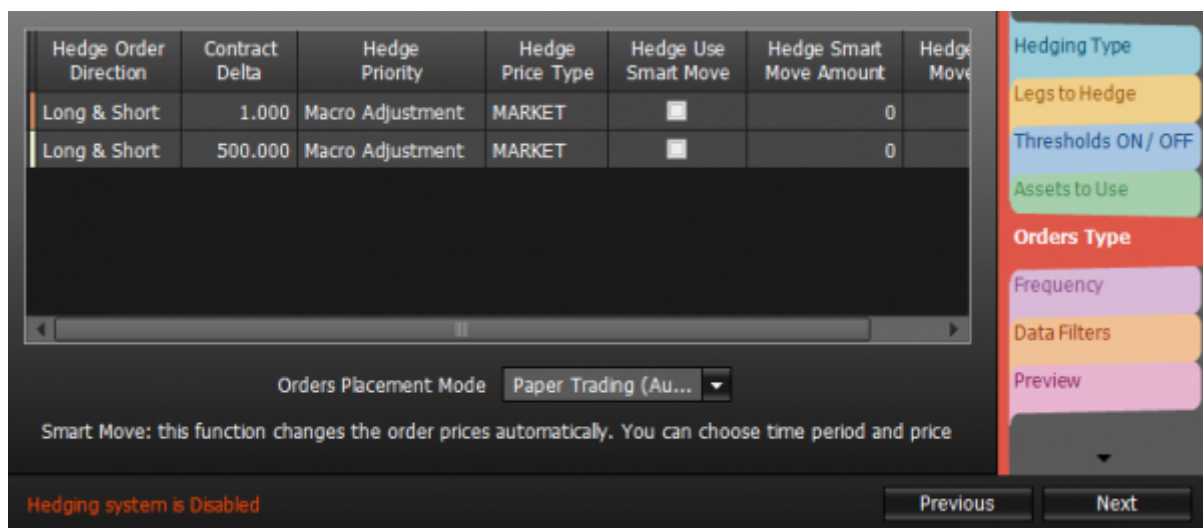 Hedge Order Direction Contract Delta Hedge Priority Hedge Price Type Hedge Use Smart Move Hedge Smart Move Amount Hedge Move
Long & Short 1.000 Macro Adjustment MARKET 0
Long & Short 500.000 Macro Adjustment MARKET 0
Orders Placement Mode Paper Trading (Au...
Smart Move: this function changes the order prices automatically. You can choose time period and price
Hedging system is Disabled
Previous Next
Hedging Type
Legs to Hedge
Thresholds ON / OFF
Assets to Use
Orders Type
Frequency
Data Filters
Preview